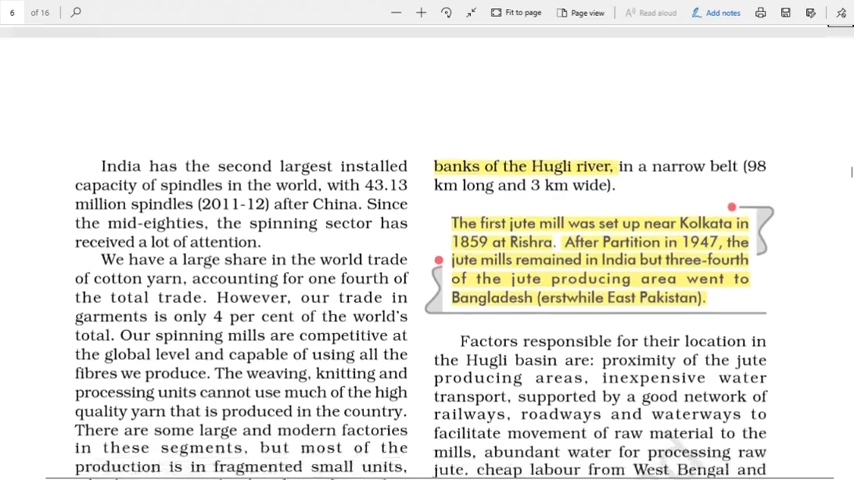 6 of 16
Fit to page
Page view
Read aloud
Add notes
India has the second largest installed
capacity of spindles in the world, with 43.13
million spindles (2011-12) after China. Since
the mid-eighties, the spinning sector has
received a lot of attention.
We have a large share in the world trade
of cotton yarn, accounting for one fourth of
the total trade. However, our trade in
garments is only 4 per cent of the world's
total. Our spinning mills are competitive at
the global level and capable of using all the
fibres we produce. The weaving, knitting and
processing units cannot use much of the high
quality yarn that is produced in the country.
There are some large and modern factories
in these segments, but most of the
production is in fragmented small units,
banks of the Hugli river, in a narrow belt (98
km long and 3 km wide).
The first jute mill was set up near Kolkata in
1859 at Rishra. After Partition in 1947, the
jute mills remained in India but three-fourth
of the jute producing area went to
Bangladesh (erstwhile East Pakistan).
Factors responsible for their location in
the Hugli basin are: proximity of the jute
producing areas, inexpensive water
transport, supported by a good network of
railways, roadways and waterways to
facilitate movement of raw material to the
mills, abundant water for processing raw
jute, cheap labour from West Bengal and